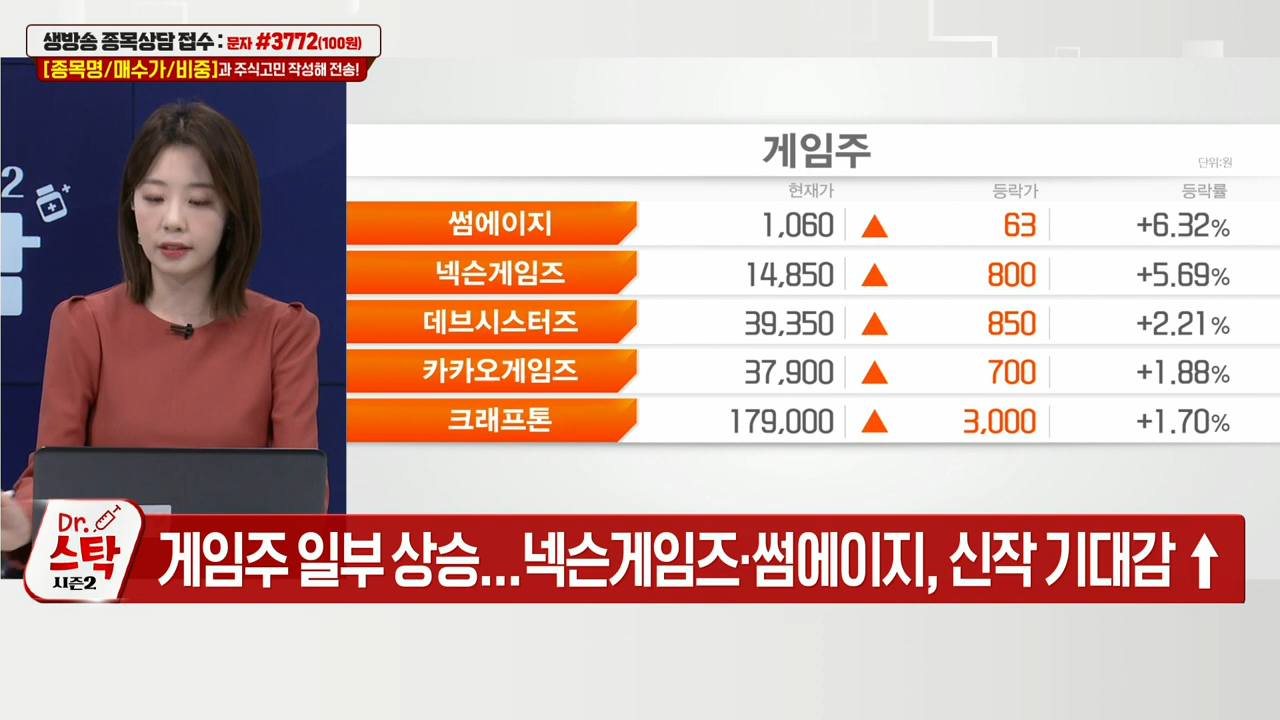 생방송 종목상담 접수 : 문자 #3772(100원)
[종목명/매수가/비중]과 주식고민 작성해 전송!
2
게임주
단위:원
현재가 등락가 등락률
썸에이지 1,060 ▲ 63 +6.32%
넥슨게임즈 14,850 ▲ 800 +5.69%
데브시스터즈 39,350 ▲ 850 +2.21%
카카오게임즈 37,900 ▲ 700 +1.88%
크래프톤 179,000 ▲ 3,000 +1.70%
Dr.
스탁
시즌2
게임주 일부 상승...넥슨게임즈·썸에이지, 신작 기대감 ↑